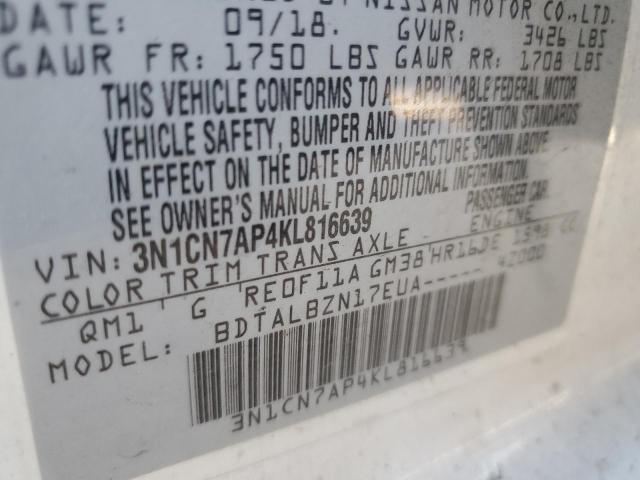 BY NISSAN MOTOR CO.,LTD.
DATE: 09/18. GVWR: 3426 LBS
GAWR FR: 1750 LBS GAWR RR: 1708 LBS
THIS VEHICLE CONFORMS TO ALL APPLICABLE FEDERAL MOTOR
VEHICLE SAFETY, BUMPER AND THEFT PREVENTION STANDARDS
IN EFFECT ON THE DATE OF MANUFACTURE SHOWN ABOVE.
SEE OWNER'S MANUAL FOR ADDITIONAL INFORMATION.
VIN: 3N1CN7AP4KL816639 PASSENGER CAR.
COLOR TRIM TRANS AXLE ENGINE
QM1 G RE0F11A GM38 HR16DE 1598 CC
MODEL: BDTALBZN17EUA----- 42000
3N1CN7AP4KL816639